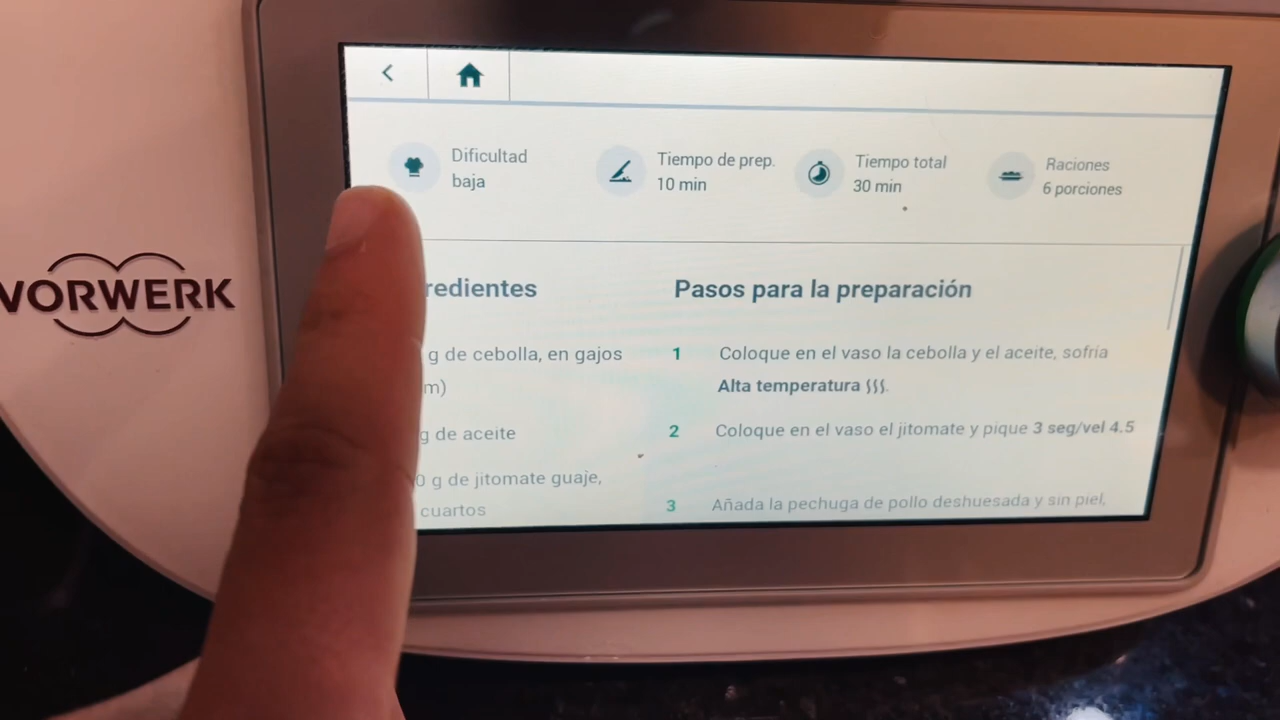 Dificultad
baja
Tiempo de prep.
10 min
Tiempo total
30 min
Raciones
6 porciones
VORWERK
redientes
g de cebolla, en gajos
m)
g de aceite
0 g de jitomate guaje,
cuartos
Pasos para la preparación
1 Coloque en el vaso la cebolla y el aceite, sofría
Alta temperatura
2 Coloque en el vaso el jitomate y pique 3 seg/vel 4.5
3 Añada la pechuga de pollo deshuesada y sin piel,